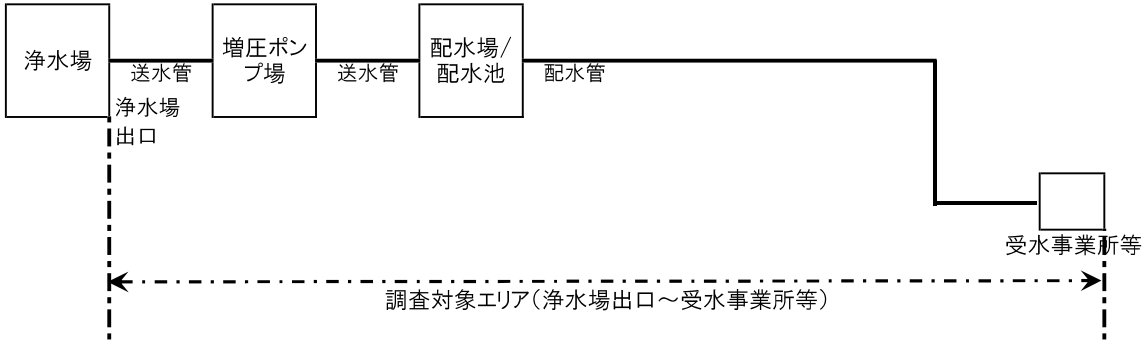 浄水場
増圧ポン
プ場
配水場/
配水池
送水管
送水管
配水管
浄水場
出口
受水事業所等
調査対象エリア(浄水場出口～受水事業所等)